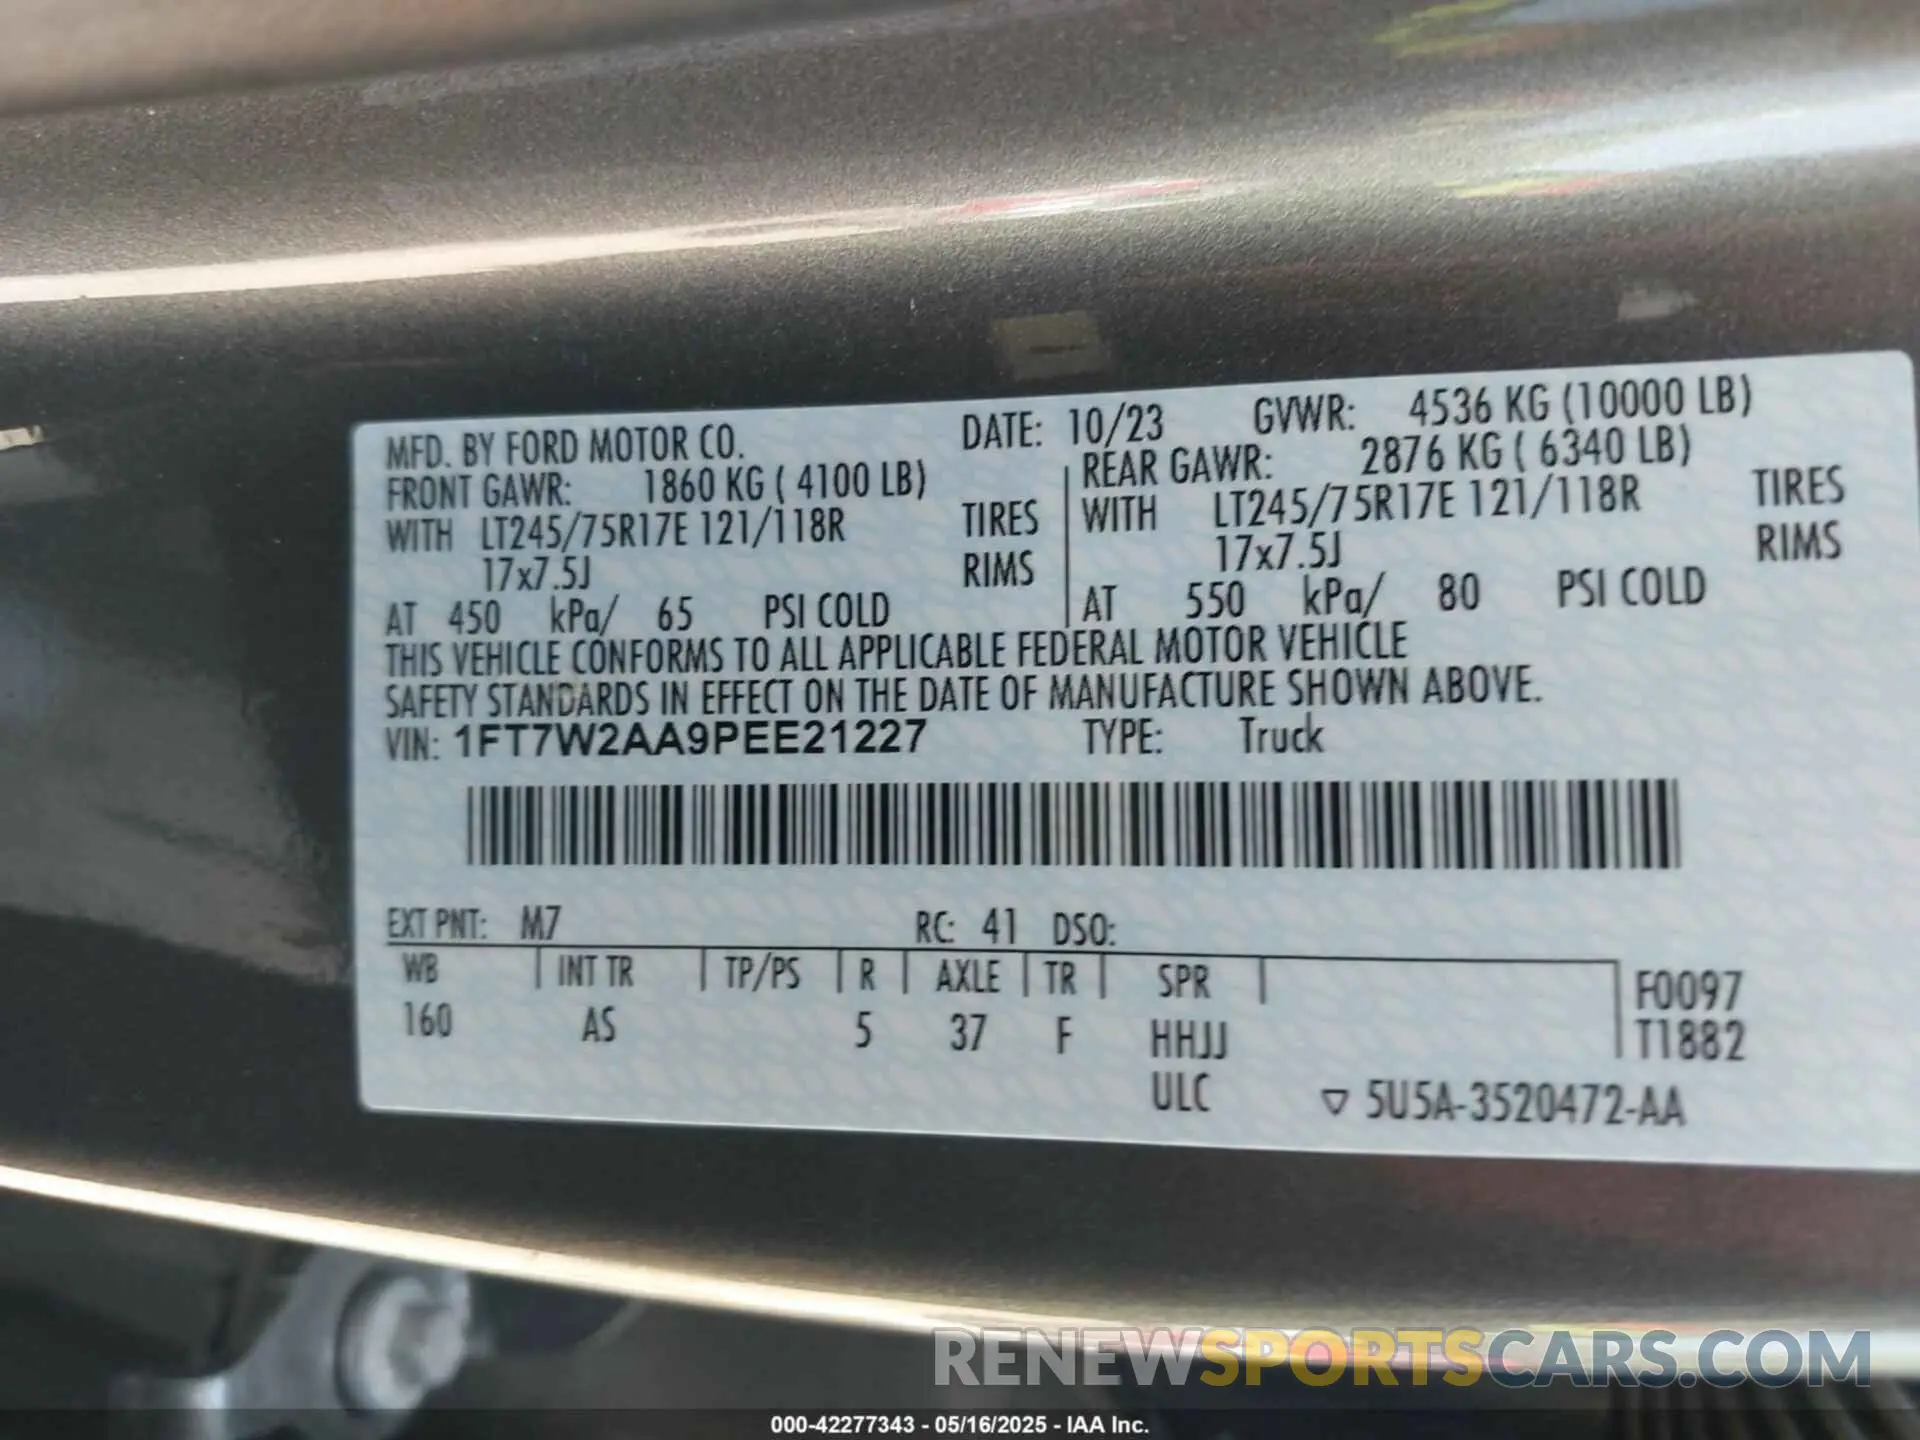 MFD. BY FORD MOTOR CO. DATE: 10/23 GVWR: 4536 KG (10000 LB)
FRONT GAWR: 1860 KG ( 4100 LB) REAR GAWR: 2876 KG ( 6340 LB)
WITH LT245/75R17E 121/118R TIRES WITH LT245/75R17E 121/118R TIRES
17x7.5J RIMS 17x7.5J RIMS
AT 450 kPa/ 65 PSI COLD AT 550 kPa/ 80 PSI COLD
THIS VEHICLE CONFORMS TO ALL APPLICABLE FEDERAL MOTOR VEHICLE
SAFETY STANDARDS IN EFFECT ON THE DATE OF MANUFACTURE SHOWN ABOVE.
VIN: 1FT7W2AA9PEE21227 TYPE: Truck
EXT PNT: M7 RC: 41 DSO:
WB INT TR TP/PS R AXLE TR SPR F0097
160 AS 5 37 F HHJJ T1882
ULC ▽ 5U5A-3520472-AA
RENEWSPORTSCARS.COM
000-42277343 - 05/16/2025 - IAA Inc.